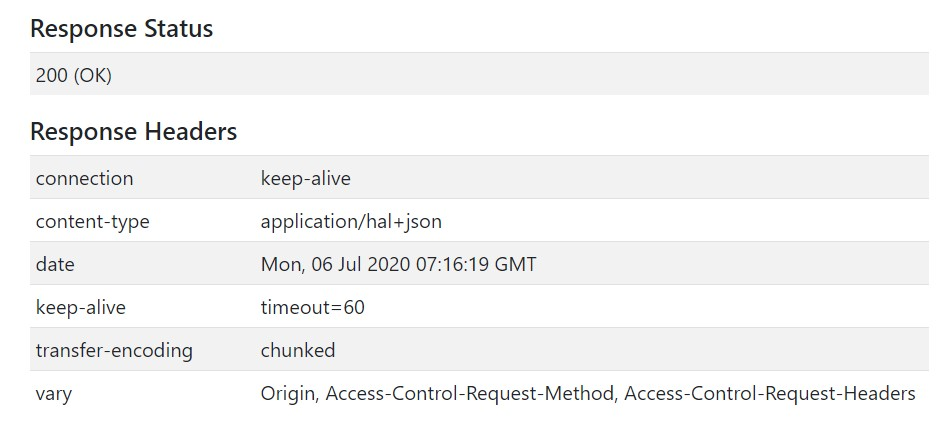 Response Status
200 (OK)
Response Headers
connection keep-alive
content-type application/hal+json
date Mon, 06 Jul 2020 07:16:19 GMT
keep-alive timeout=60
transfer-encoding chunked
vary Origin, Access-Control-Request-Method, Access-Control-Request-Headers